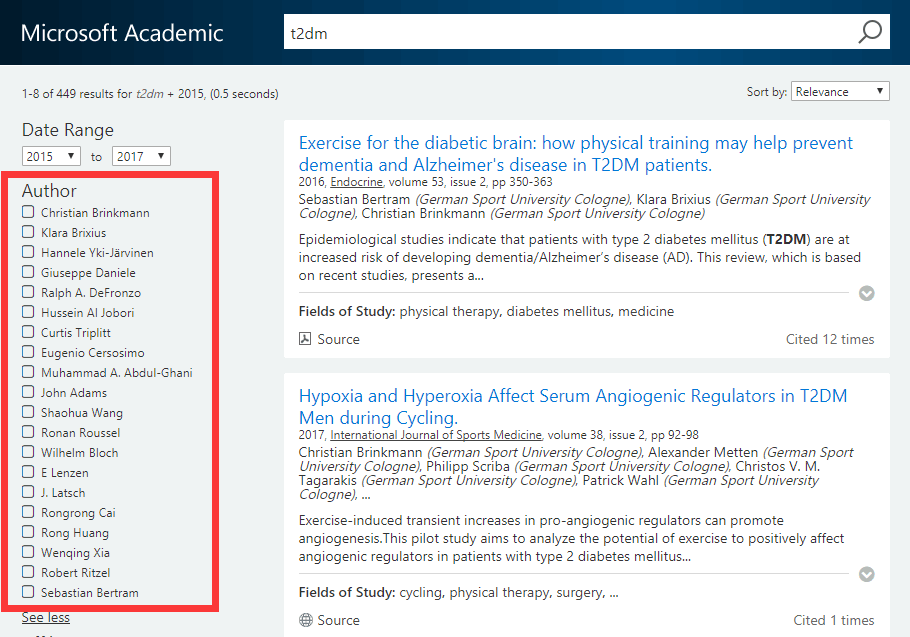 Microsoft Academic
t2dm
1-8 of 449 results for t2dm + 2015, (0.5 seconds)
Sort by: Relevance
Date Range
2015 to 2017
Author
Christian Brinkmann
Klara Brixius
Hannele Yki-Järvinen
Giuseppe Daniele
Ralph A. DeFronzo
Hussein Al Jobori
Curtis Triplitt
Eugenio Cersosimo
Muhammad A. Abdul-Ghani
John Adams
Shaohua Wang
Ronan Roussel
Wilhelm Bloch
E Lenzen
J. Latsch
Rongrong Cai
Rong Huang
Wenqing Xia
Robert Ritzel
Sebastian Bertram
See less
Exercise for the diabetic brain: how physical training may help prevent
dementia and Alzheimer's disease in T2DM patients.
2016, Endocrine, volume 53, issue 2, pp 350-363
Sebastian Bertram (German Sport University Cologne), Klara Brixius (German Sport University
Cologne), Christian Brinkmann (German Sport University Cologne)
Epidemiological studies indicate that patients with type 2 diabetes mellitus (T2DM) are at
increased risk of developing dementia/Alzheimer's disease (AD). This review, which is based
on recent studies, presents a...
Fields of Study: physical therapy, diabetes mellitus, medicine
Source
Cited 12 times
Hypoxia and Hyperoxia Affect Serum Angiogenic Regulators in T2DM
Men during Cycling.
2017, International Journal of Sports Medicine, volume 38, issue 2, pp 92-98
Christian Brinkmann (German Sport University Cologne), Alexander Metten (German Sport
University Cologne), Philipp Scriba (German Sport University Cologne), Christos V. M.
Tagarakis (German Sport University Cologne), Patrick Wahl (German Sport University
Cologne), ...
Exercise-induced transient increases in pro-angiogenic regulators can promote
angiogenesis.This pilot study aims to analyze the potential of exercise to positively affect
angiogenic regulators in patients with type 2 diabetes mellitus...
Fields of Study: cycling, physical therapy, surgery, ...
Source
Cited 1 times